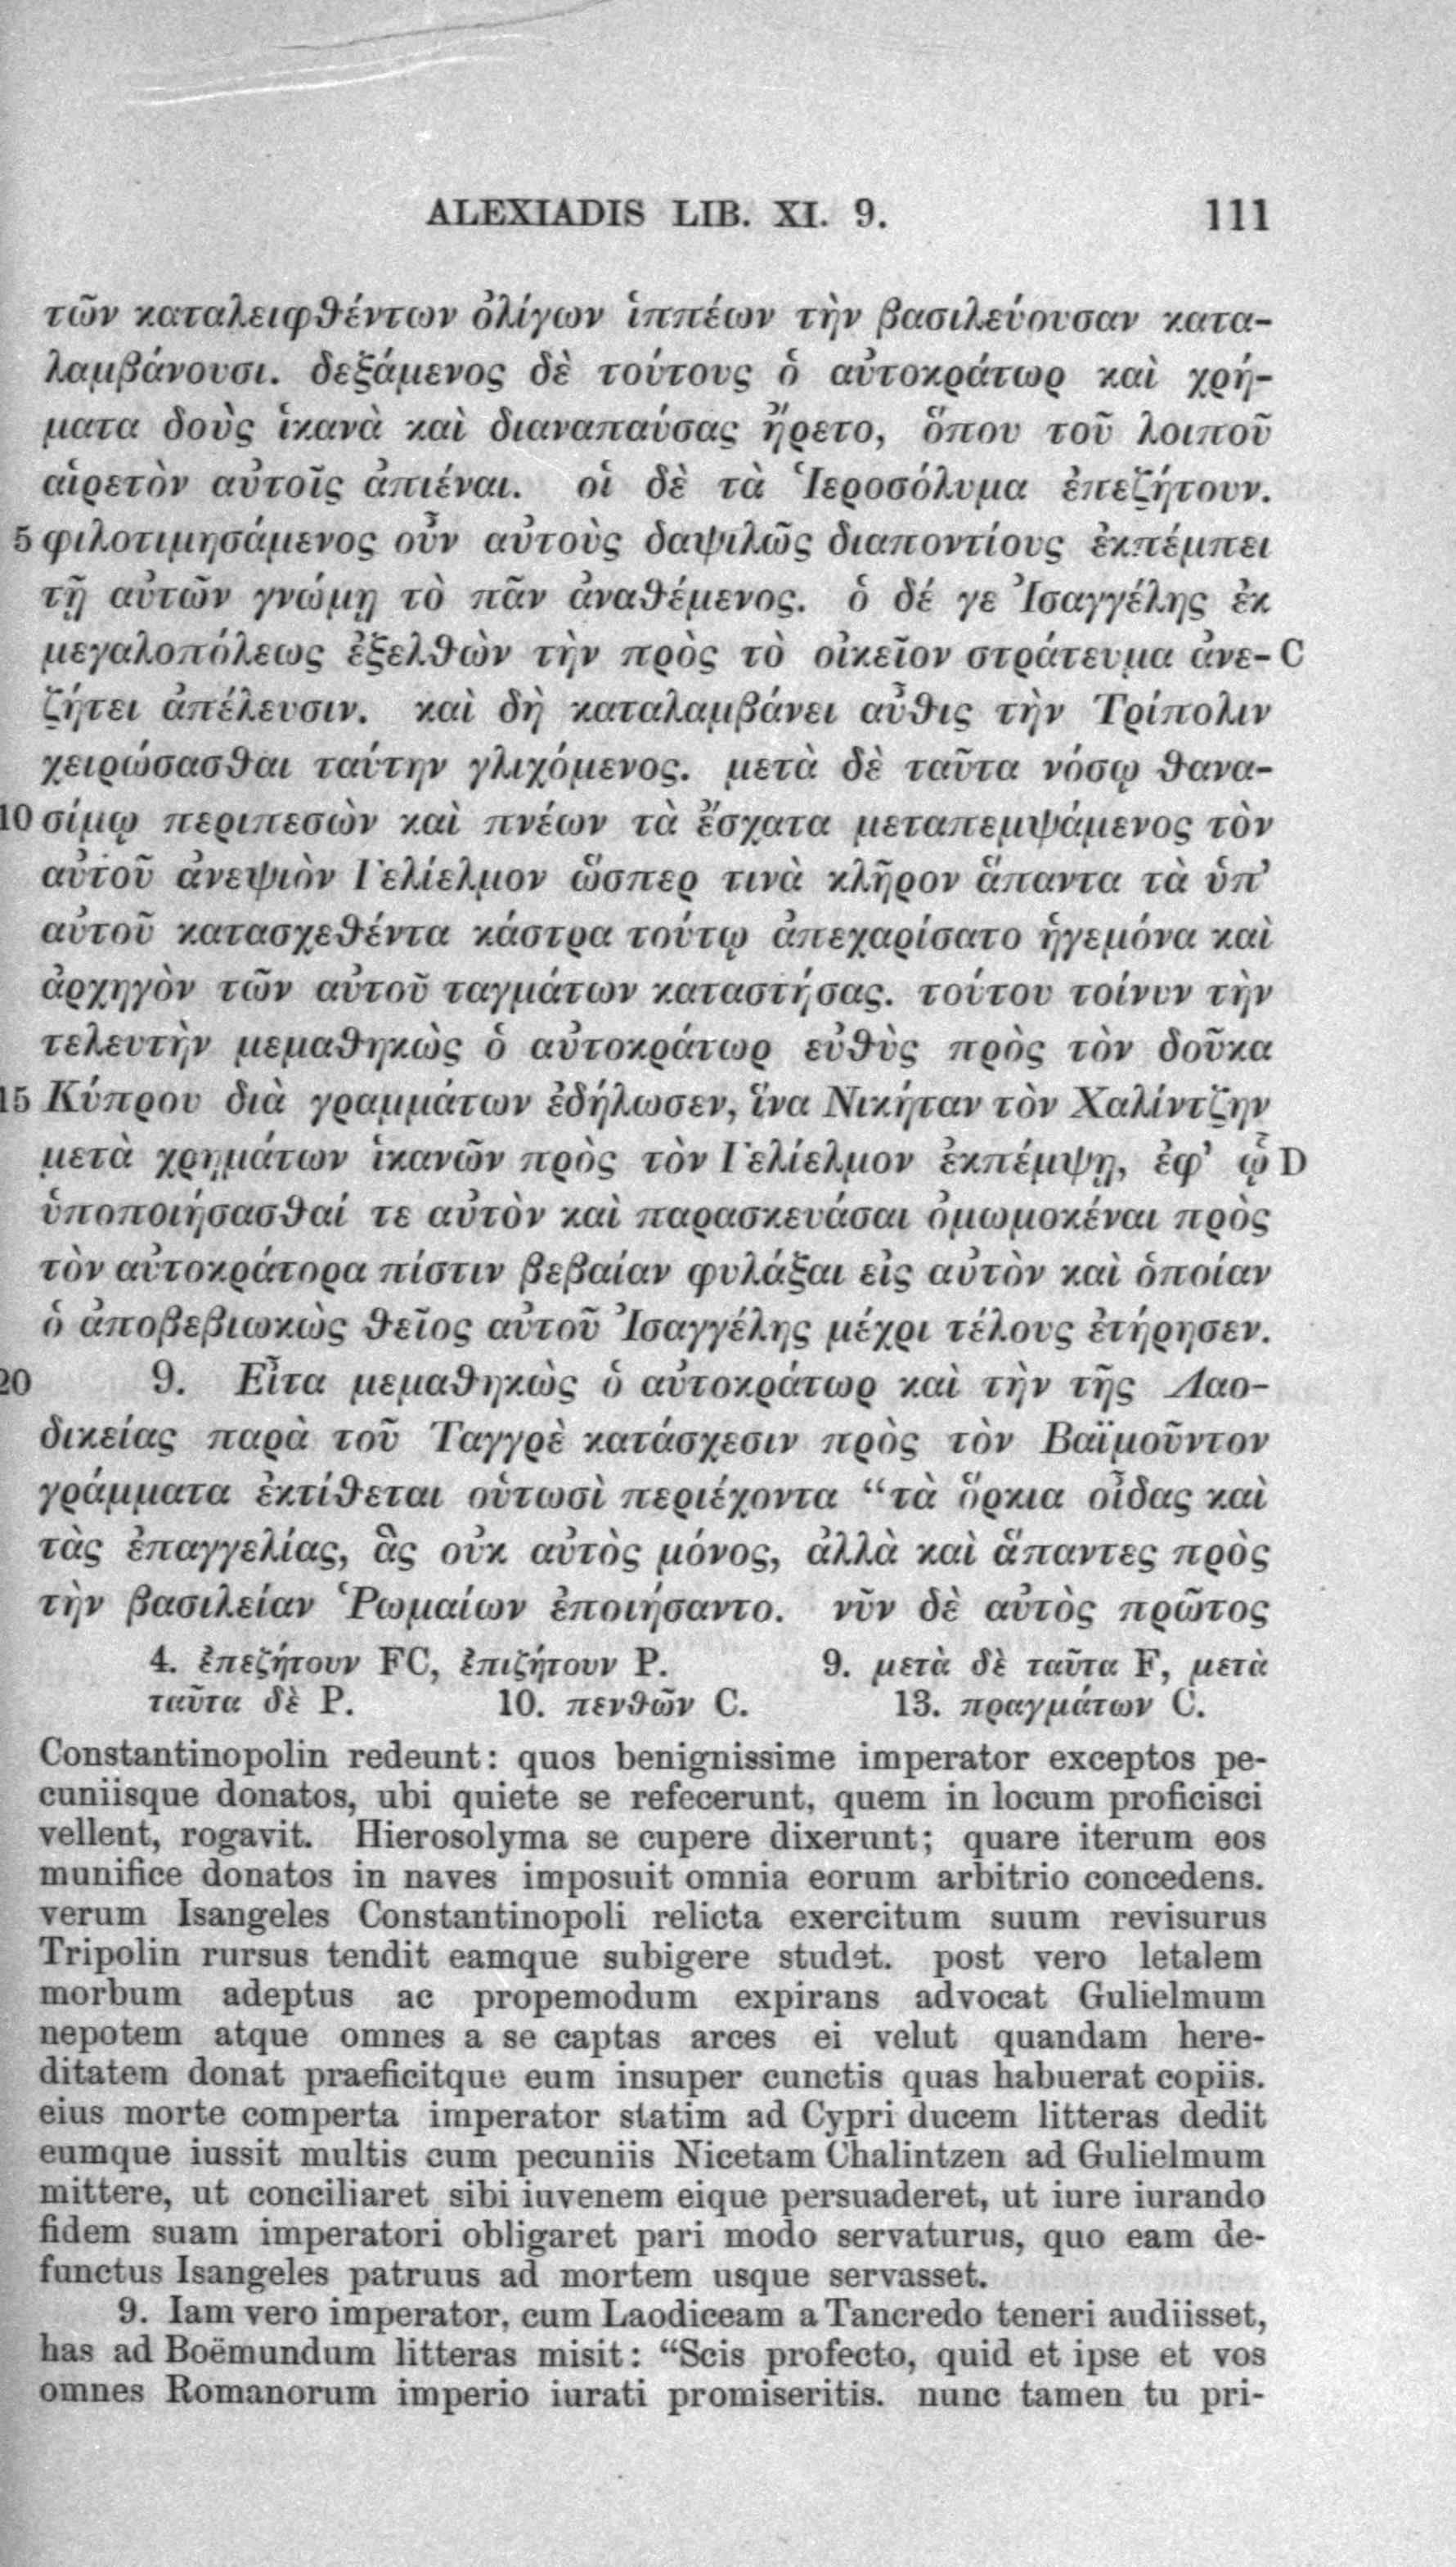 ALEXIADIS LIB. XI. 9. 111
τῶν καταλειφθέντων ὀλίγων ἱππέων τὴν βασιλεύουσαν κατα-
λαμβάνουσι. δεξάμενος δὲ τούτους ὁ αὐτοκράτωρ καὶ χρή-
ματα δοὺς ἱκανὰ καὶ διαναπαύσας ἤρετο, ὅπου τοῦ λοιποῦ
αἱρετὸν αὐτοῖς ἀπιέναι. οἱ δὲ τὰ Ἱεροσόλυμα ἐπεζήτουν.
5 φιλοτιμησάμενος οὖν αὐτοὺς δαψιλῶς διαποντίους ἐκπέμπει
τῇ αὐτῶν γνώμῃ τὸ πᾶν ἀναθέμενος. ὁ δέ γε Ἰσαγγέλης ἐκ
μεγαλοπόλεως ἐξελθὼν τὴν πρὸς τὸ οἰκεῖον στράτευμα ἀνε- C
ζήτει ἀπέλευσιν. καὶ δὴ καταλαμβάνει αὖθις τὴν Τρίπολιν
χειρώσασθαι ταύτην γλιχόμενος. μετὰ δὲ ταῦτα νόσῳ θανα-
10 σίμῳ περιπεσὼν καὶ πνέων τὰ ἔσχατα μεταπεμψάμενος τὸν
αὐτοῦ ἀνεψιὸν Γελίελμον ὥσπερ τινὰ κλῆρον ἅπαντα τὰ ὑπ’
αὐτοῦ κατασχεθέντα κάστρα τούτῳ ἀπεχαρίσατο ἡγεμόνα καὶ
ἀρχηγὸν τῶν αὐτοῦ ταγμάτων καταστήσας. τούτου τοίνυν τὴν
τελευτὴν μεμαθηκὼς ὁ αὐτοκράτωρ εὐθὺς πρὸς τὸν δοῦκα
15 Κύπρου διὰ γραμμάτων ἐδήλωσεν, ἵνα Νικήταν τὸν Χαλίντζην
μετὰ χρημάτων ἱκανῶν πρὸς τὸν Γελίελμον ἐκπέμψῃ, ἐφ’ ᾧ D
ὑποποιήσασθαί τε αὐτὸν καὶ παρασκευάσαι ὀμωμοκέναι πρὸς
τὸν αὐτοκράτορα πίστιν βεβαίαν φυλάξαι εἰς αὐτὸν καὶ ὁποίαν
ὁ ἀποβεβιωκὼς θεῖος αὐτοῦ Ἰσαγγέλης μέχρι τέλους ἐτήρησεν.
20 9. Εἶτα μεμαθηκὼς ὁ αὐτοκράτωρ καὶ τὴν τῆς Λαο-
δικείας παρὰ τοῦ Ταγγρὲ κατάσχεσιν πρὸς τὸν Βαϊμοῦντον
γράμματα ἐκτίθεται οὑτωσὶ περιέχοντα “τὰ ὅρκια οἶδας καὶ
τὰς ἐπαγγελίας, ἃς οὐκ αὐτὸς μόνος, ἀλλὰ καὶ ἅπαντες πρὸς
τὴν βασιλείαν Ῥωμαίων ἐποιήσαντο. νῦν δὲ αὐτὸς πρῶτος
4. ἐπεζήτουν FC, ἐπιζήτουν P. 9. μετὰ δὲ ταῦτα F, μετὰ
ταῦτα δὲ P. 10. πενθῶν C. 13. πραγμάτων C.
Constantinopolin redeunt: quos benignissime imperator exceptos pe-
cuniisque donatos, ubi quiete se refecerunt, quem in locum proficisci
vellent, rogavit. Hierosolyma se cupere dixerunt; quare iterum eos
munifice donatos in naves imposuit omnia eorum arbitrio concedens.
verum Isangeles Constantinopoli relicta exercitum suum revisurus
Tripolin rursus tendit eamque subigere studet. post vero letalem
morbum adeptus ac propemodum expirans advocat Gulielmum
nepotem atque omnes a se captas arces ei velut quandam here-
ditatem donat praeficitque eum insuper cunctis quas habuerat copiis.
eius morte comperta imperator statim ad Cypri ducem litteras dedit
eumque iussit multis cum pecuniis Nicetam Chalintzen ad Gulielmum
mittere, ut conciliaret sibi iuvenem eique persuaderet, ut iure iurando
fidem suam imperatori obligaret pari modo servaturus, quo eam de-
functus Isangeles patruus ad mortem usque servasset.
9. Iam vero imperator, cum Laodiceam a Tancredo teneri audiisset,
has ad Boëmundum litteras misit: “Scis profecto, quid et ipse et vos
omnes Romanorum imperio iurati promiseritis. nunc tamen tu pri-